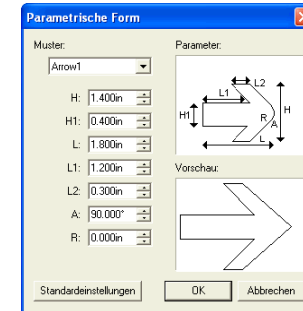 Parametrische Form
Muster:
Arrow1
H: 1.400in
H1: 0.400in
L: 1.800in
L1: 1.200in
L2: 0.300in
A: 90.000°
R: 0.000in
Parameter:
L2
L1
H1
R
A
H
L
Vorschau:
Standardeinstellungen
OK
Abbrechen